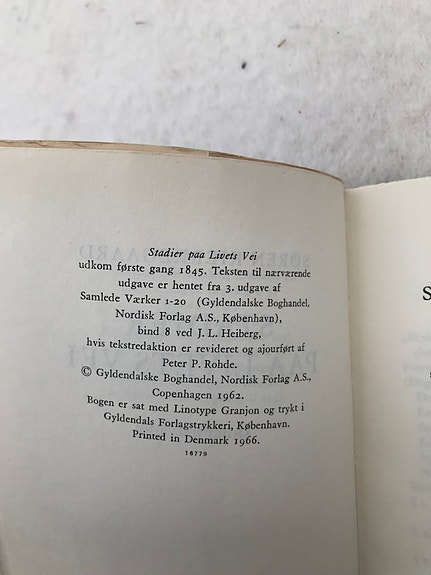 Stadier paa Livets Vei
udkom første gang 1845. Teksten til nærværende
udgave er hentet fra 3. udgave af
Samlede Værker 1-20 (Gyldendalske Boghandel,
Nordisk Forlag A.S., København),
bind 8 ved J. L. Heiberg,
hvis tekstredaktion er revideret og ajourført af
Peter P. Rohde.
© Gyldendalske Boghandel, Nordisk Forlag A.S.,
Copenhagen 1962.
Bogen er sat med Linotype Granjon og trykt i
Gyldendals Forlagstrykkeri, København.
Printed in Denmark 1966.
16779
S